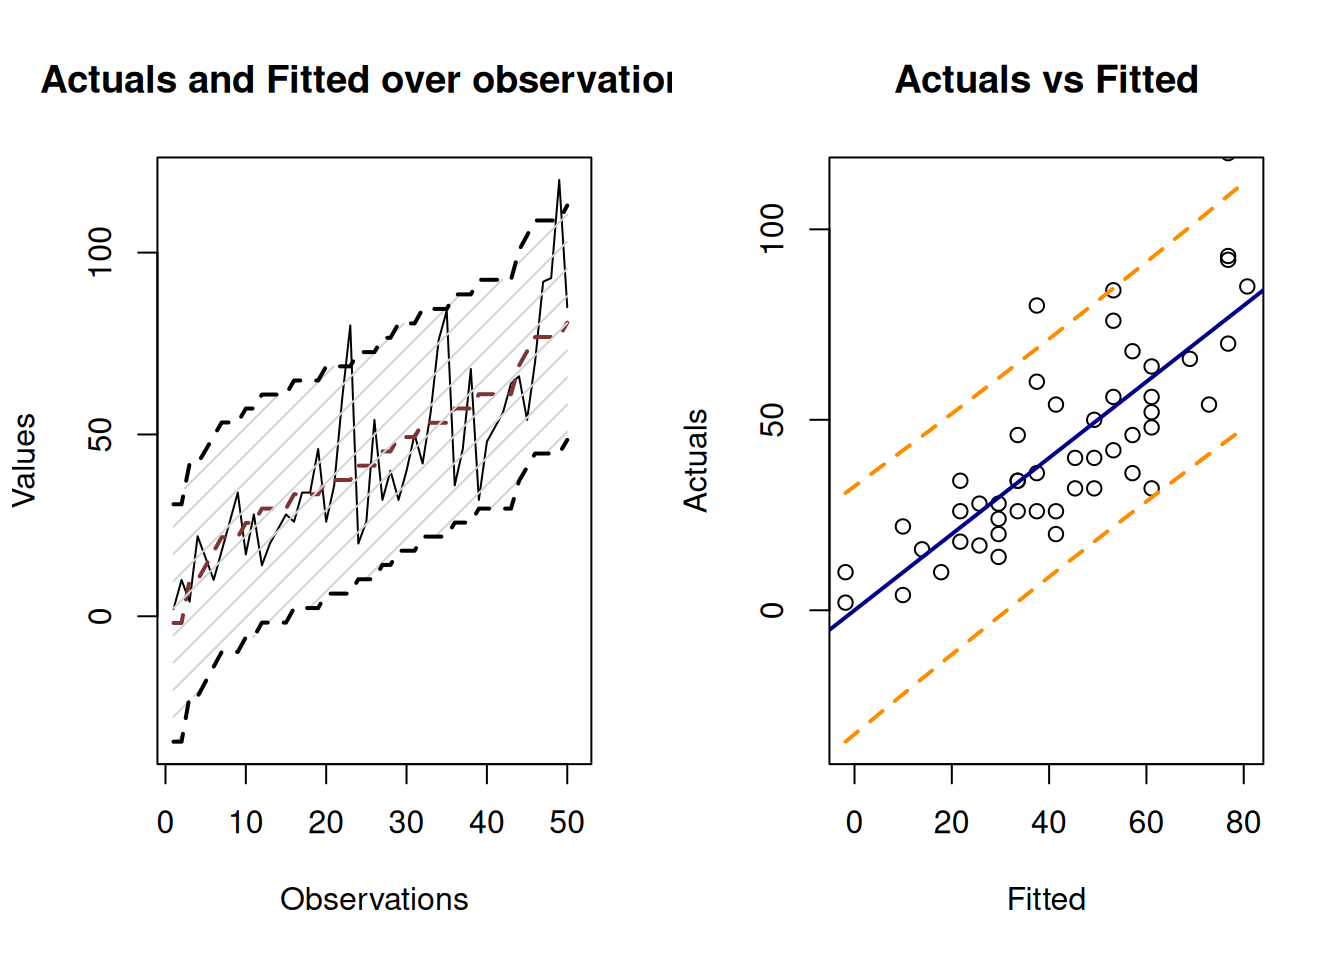 Actuals and Fitted over observation
Values
100
50
0
0 10 20 30 40 50
Observations
Actuals vs Fitted
Actuals
100
50
0
0 20 40 60 80
Fitted